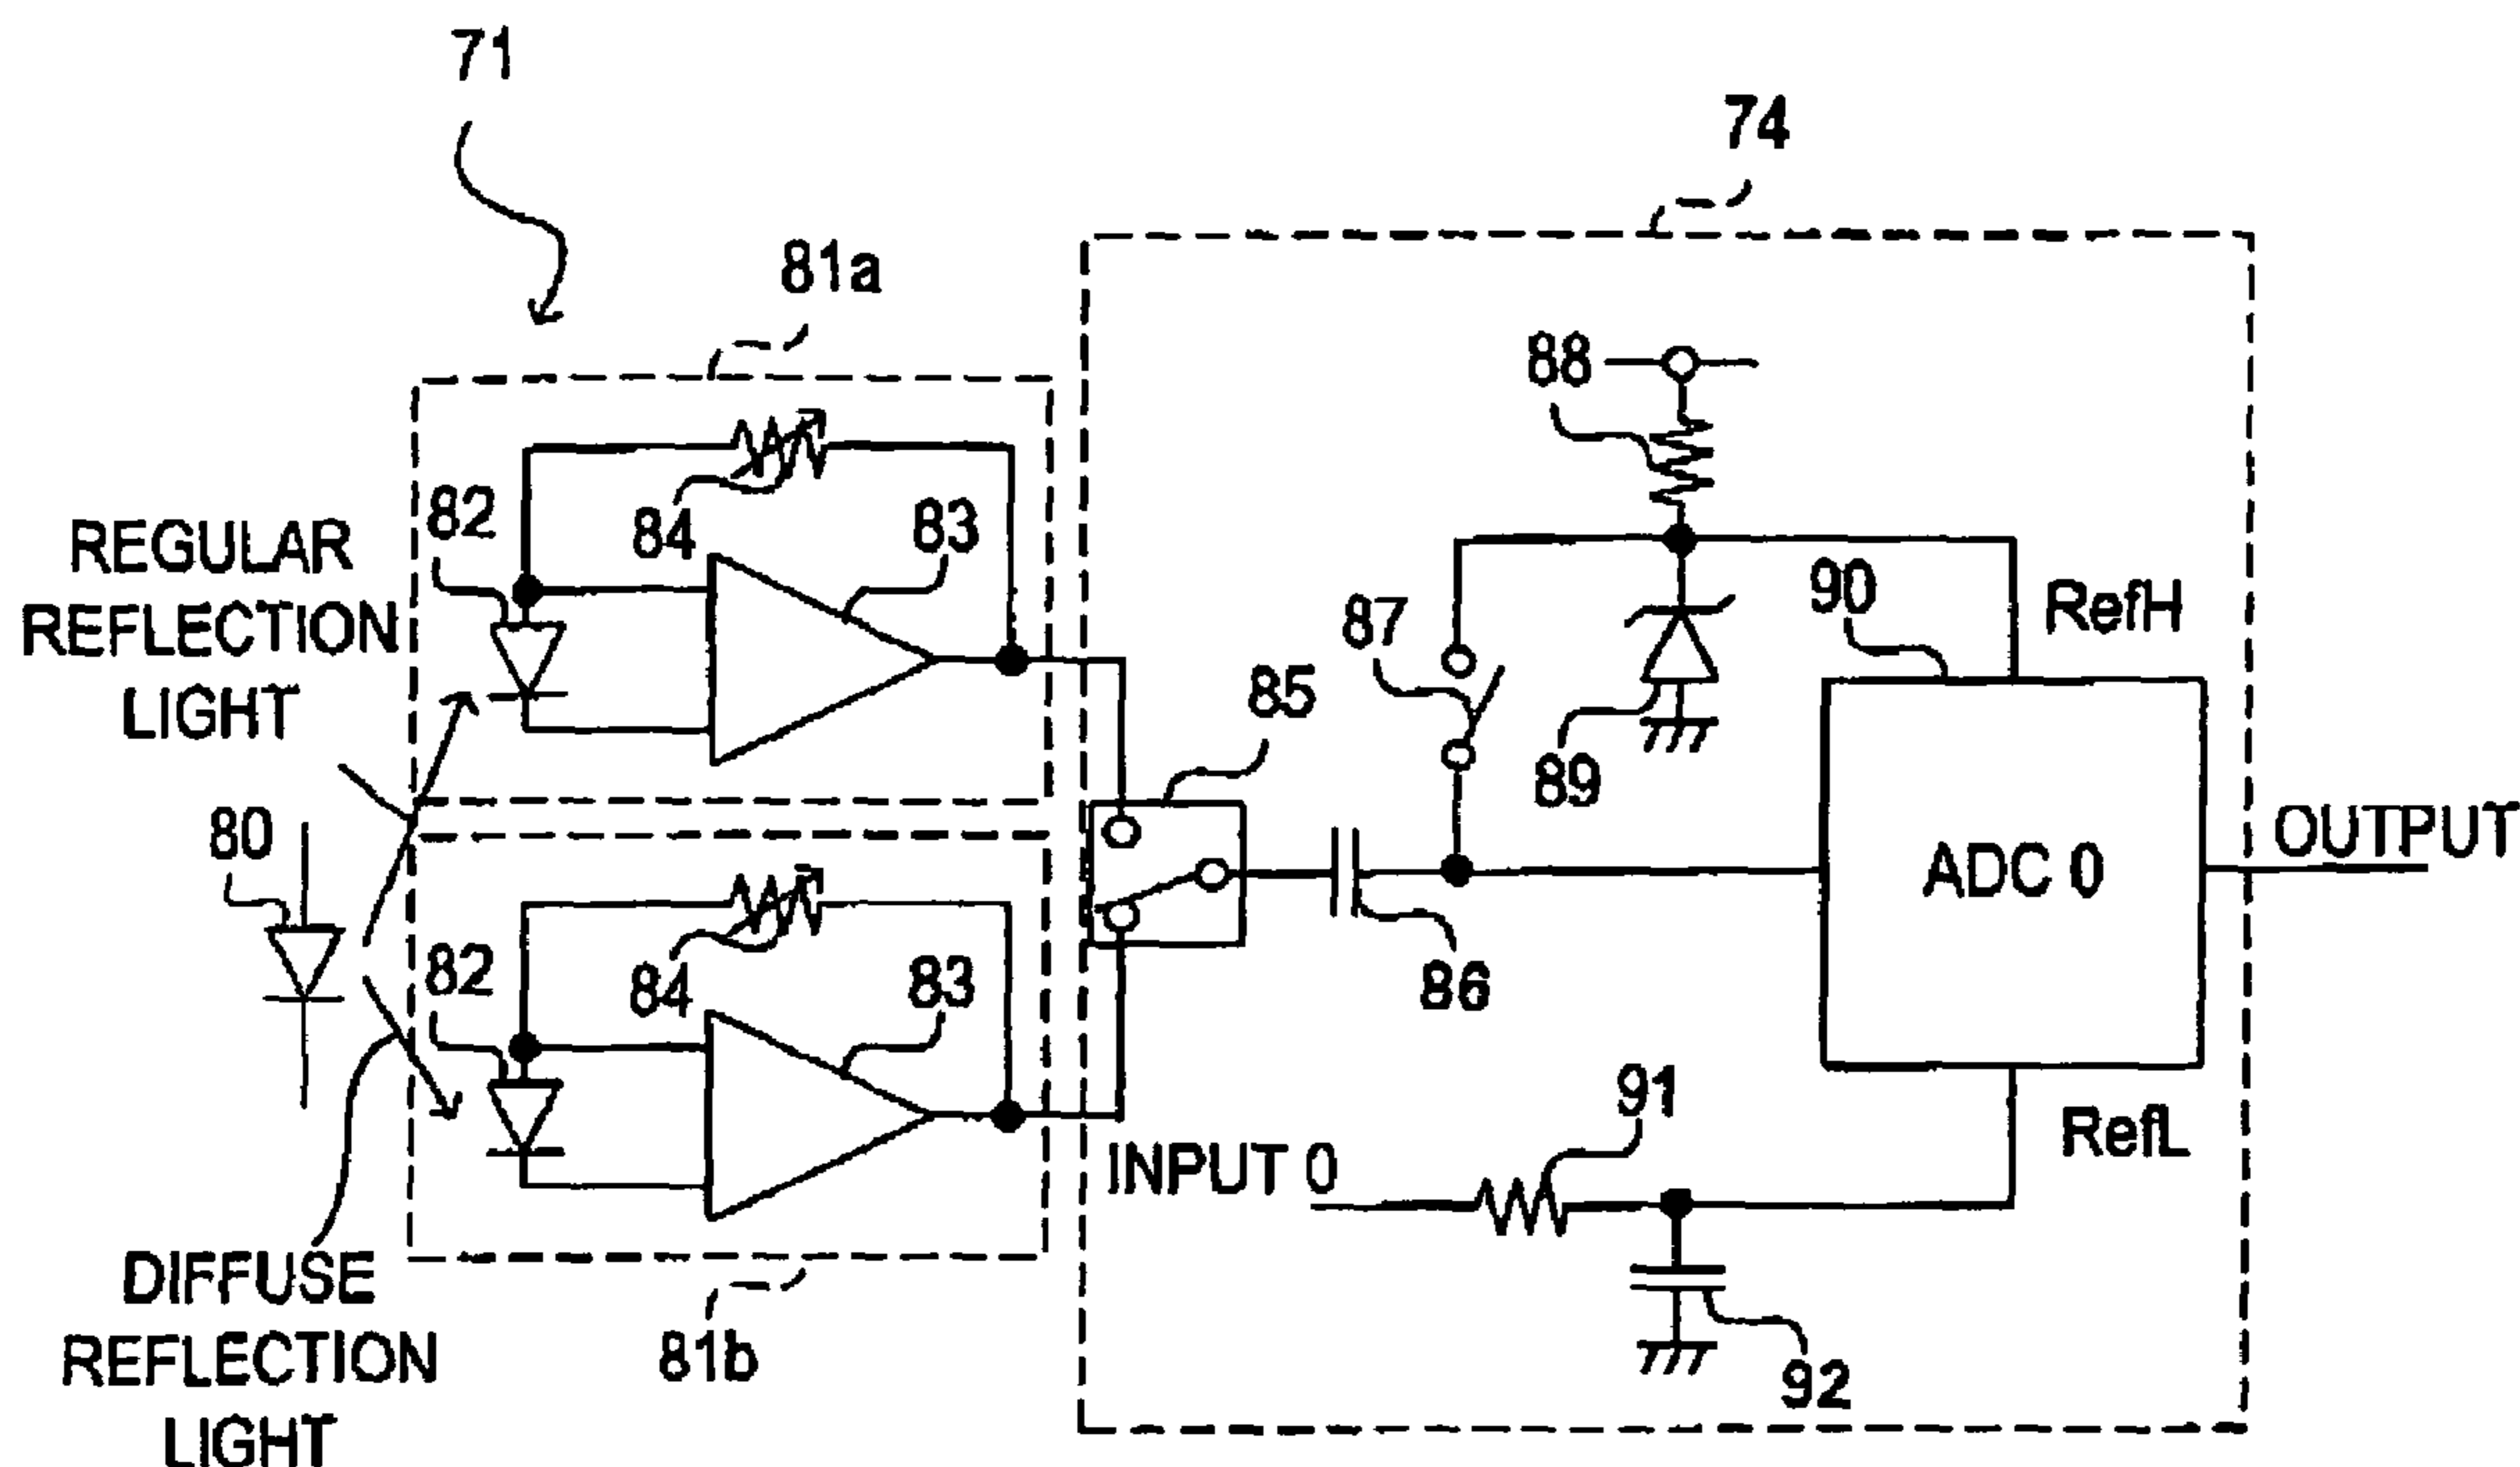 71
74
81a
88
82
84
83
REGULAR
REFLECTION
LIGHT
87
90
RefH
85
89
80
OUTPUT
ADC 0
82
84
83
86
91
RefL
INPUT 0
DIFFUSE
REFLECTION
LIGHT
81b
92